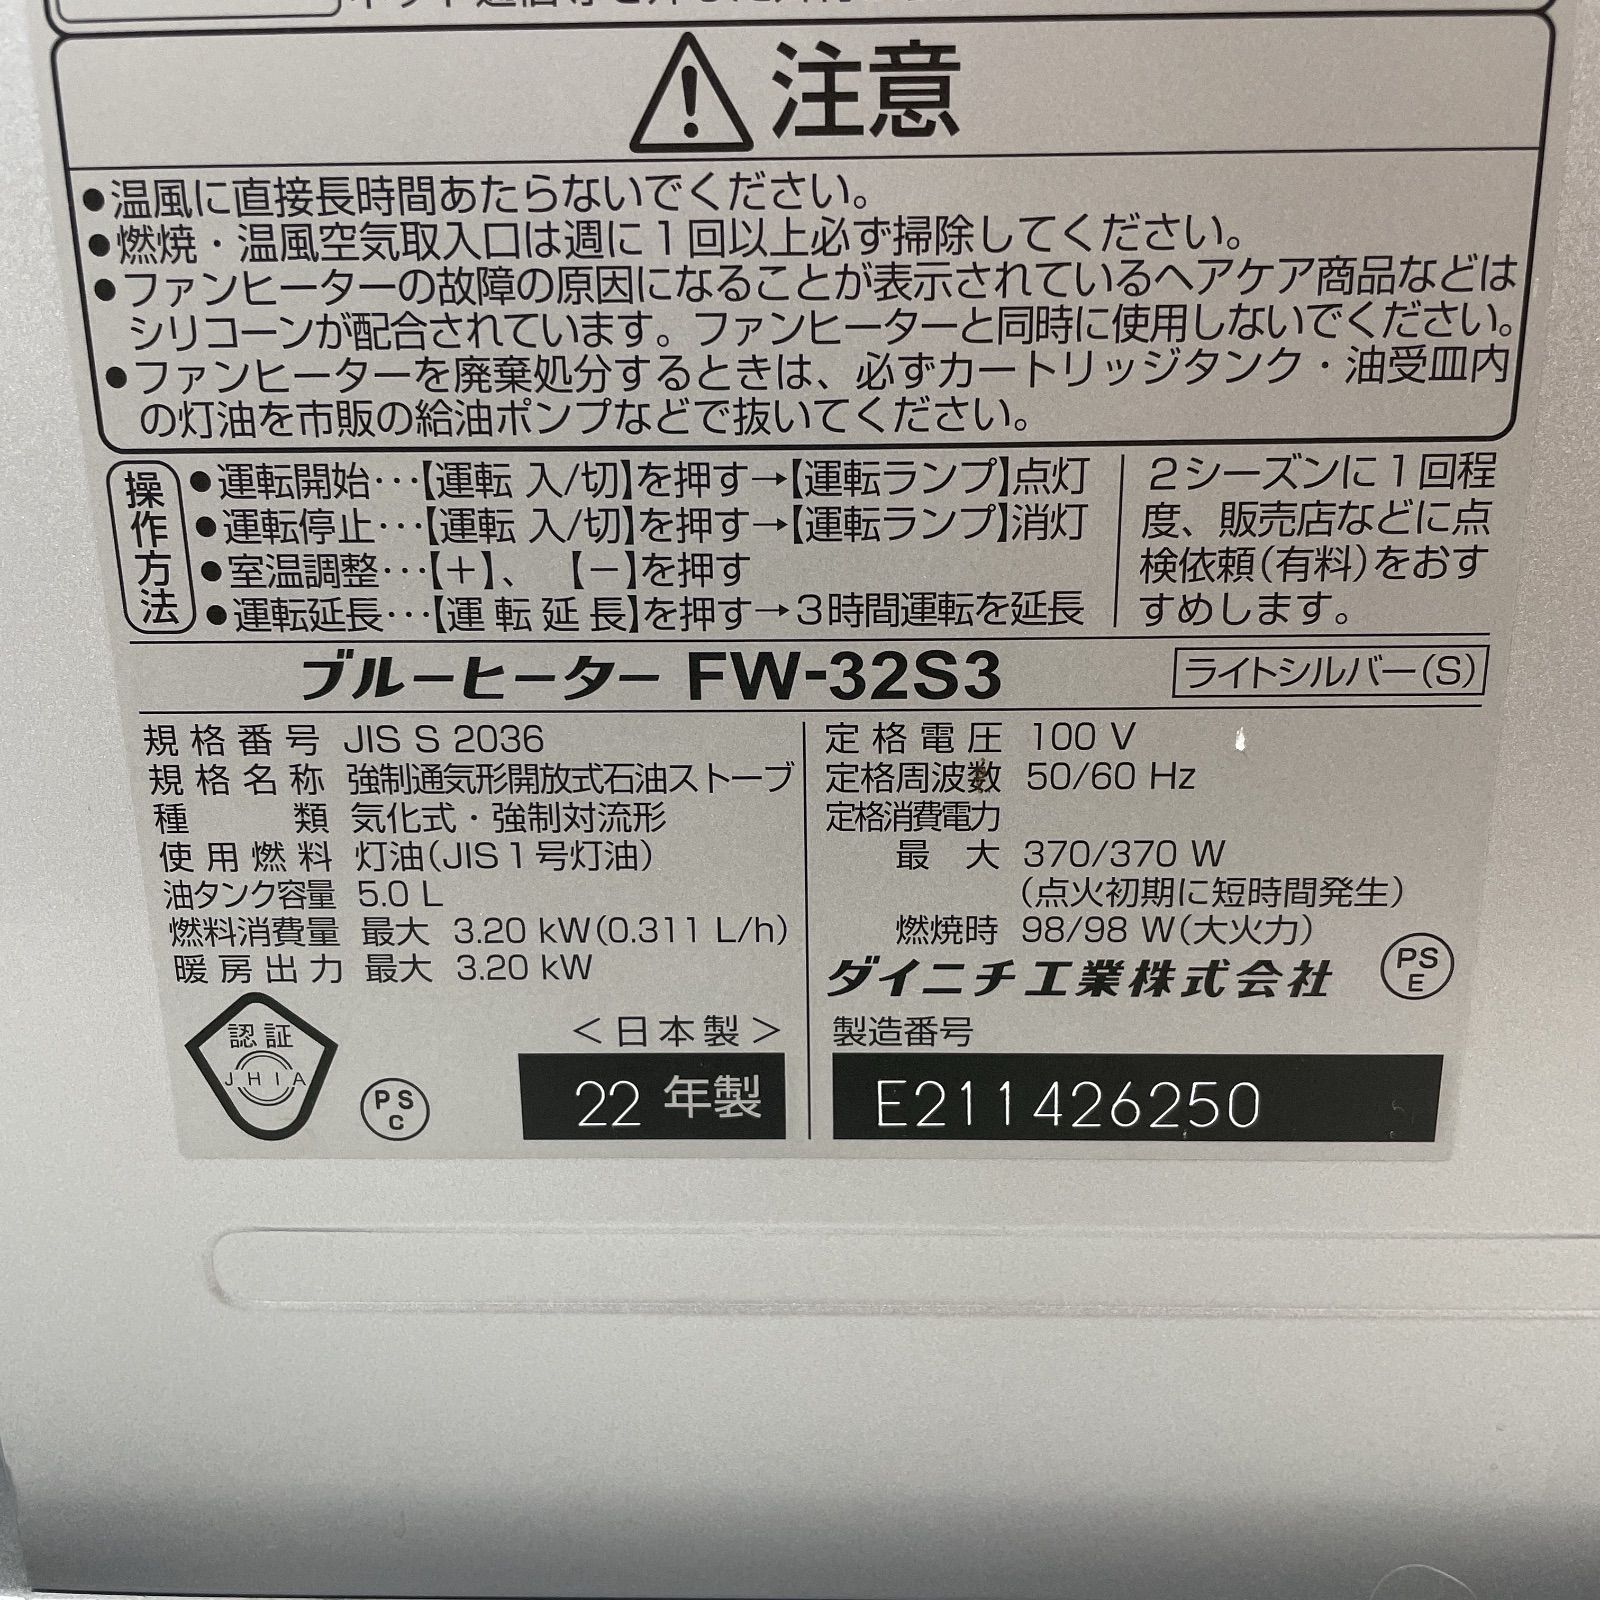 注意
●温風に直接長時間あたらないでください。
●燃焼・温風空気取入口は週に1回以上必ず掃除してください。
●ファンヒーターの故障の原因になることが表示されているヘアケア商品などは
シリコーンが配合されています。ファンヒーターと同時に使用しないでください。
●ファンヒーターを廃棄処分するときは、必ずカートリッジタンク・油受皿内
の灯油を市販の給油ポンプなどで抜いてください。
操作方法
●運転開始…【運転 入/切】を押す→【運転ランプ】点灯
●運転停止…【運転 入/切】を押す→【運転ランプ】消灯
●室温調整…【+】、【-】を押す
●運転延長…【運転延長】を押す→3時間運転を延長
2シーズンに1回程
度、販売店などに点
検依頼(有料)をおす
すめします。
ブルーヒーター FW-32S3
ライトシルバー(S)
規格番号 JIS S 2036
規格名称 強制通気形開放式石油ストーブ
種類 気化式・強制対流形
使用燃料 灯油(JIS1号灯油)
油タンク容量 5.0 L
燃料消費量 最大 3.20 kW(0.311 L/h)
暖房出力 最大 3.20 kW
認証
JHIA
PS
C
<日本製>
22年製
定格電圧 100 V
定格周波数 50/60 Hz
定格消費電力
最大 370/370 W
(点火初期に短時間発生)
燃焼時 98/98 W(大火力)
ダイニチ工業株式会社
PS
E
製造番号
E211426250